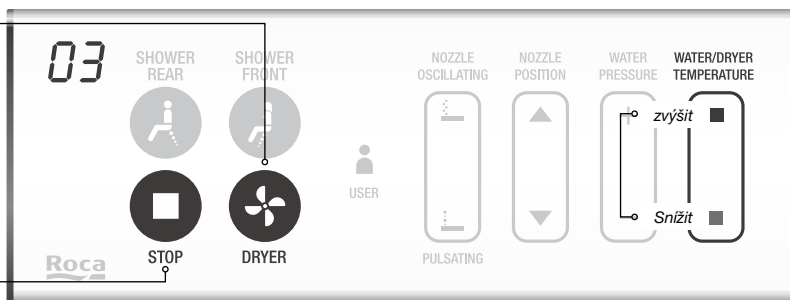 03
SHOWER
REAR
SHOWER
FRONT
NOZZLE
OSCILLATING
NOZZLE
POSITION
WATER
PRESSURE
WATER/DRYER
TEMPERATURE
zvýšit
USER
Snížit
STOP
DRYER
PULSATING
Roca